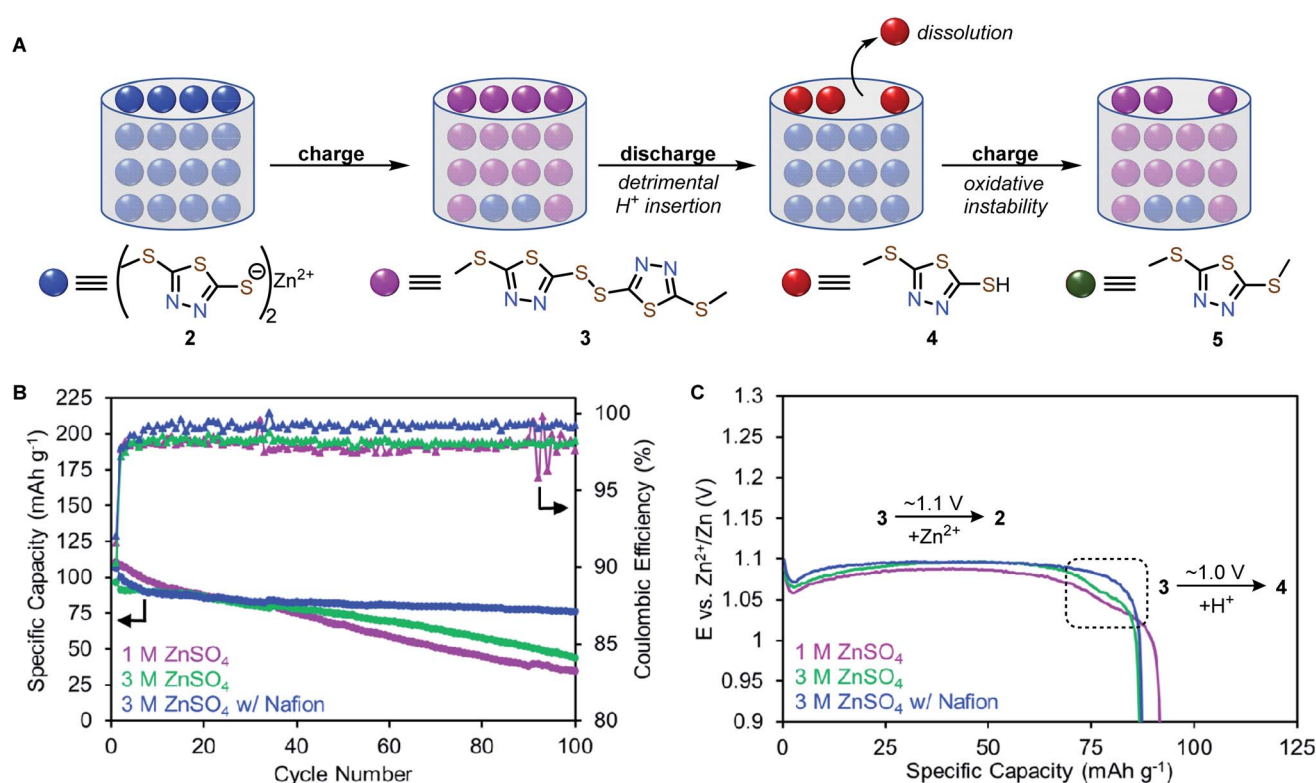 A
dissolution
charge
discharge
detrimental
H⁺ insertion
charge
oxidative
instability
S
S
S
⊖
N
N
2
Zn²⁺
2
S
S
N
N
S
S
N
N
S
S
3
S
S
SH
N
N
4
S
S
S
N
N
5
B
Specific Capacity (mAh g⁻¹)
225
200
175
150
125
100
75
50
25
0
0
20
40
60
80
100
Cycle Number
100
98
95
90
85
80
Coulombic Efficiency (%)
1 M ZnSO₄
3 M ZnSO₄
3 M ZnSO₄ w/ Nafion
C
E vs. Zn²⁺/Zn (V)
1.3
1.25
1.2
1.15
1.1
1.05
1
0.95
0.9
3 ~1.1 V 2
+Zn²⁺
3 ~1.0 V 4
+H⁺
1 M ZnSO₄
3 M ZnSO₄
3 M ZnSO₄ w/ Nafion
0
25
50
75
100
125
Specific Capacity (mAh g⁻¹)